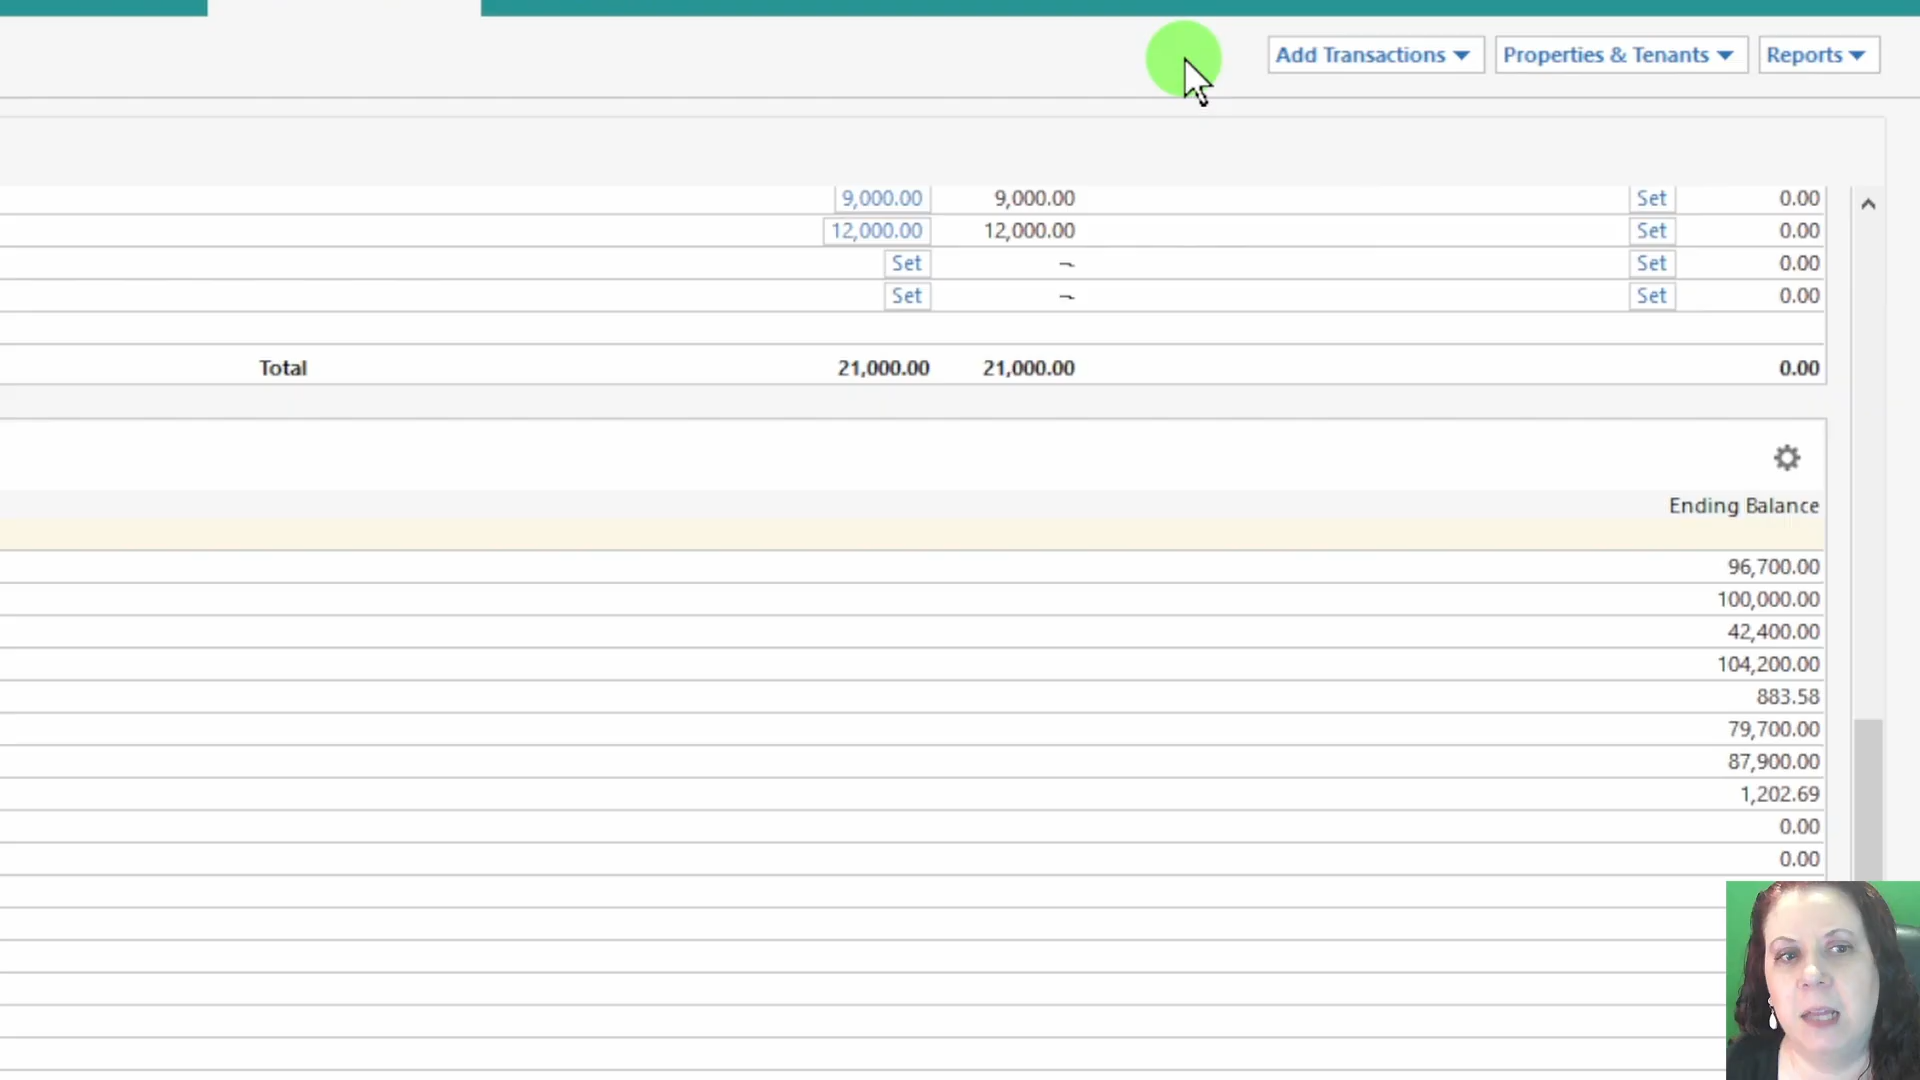 Add Transactions Properties & Tenants Reports
9,000.00 9,000.00 Set 0.00
12,000.00 12,000.00 Set 0.00
Set Set 0.00
Set Set 0.00
Total 21,000.00 21,000.00 0.00
Ending Balance
96,700.00
100,000.00
42,400.00
104,200.00
883.58
79,700.00
87,900.00
1,202.69
0.00
0.00